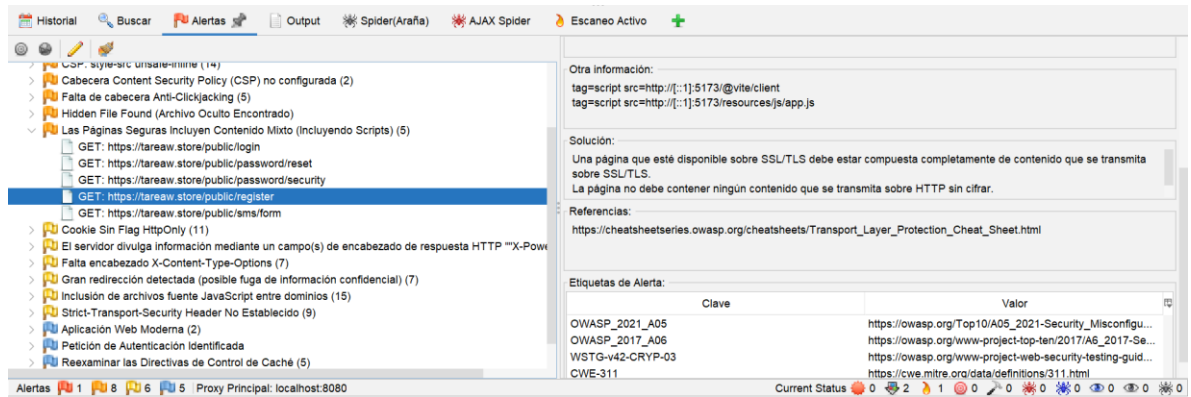 Historial
Buscar
Alertas
Output
Spider(Araña)
AJAX Spider
Escaneo Activo
CSP: style-src unsafe-inline (14)
Cabecera Content Security Policy (CSP) no configurada (2)
Falta de cabecera Anti-Clickjacking (5)
Hidden File Found (Archivo Oculto Encontrado)
Las Páginas Seguras Incluyen Contenido Mixto (Incluyendo Scripts) (5)
GET: https://tareaw.store/public/login
GET: https://tareaw.store/public/password/reset
GET: https://tareaw.store/public/password/security
GET: https://tareaw.store/public/register
GET: https://tareaw.store/public/sms/form
Cookie Sin Flag HttpOnly (11)
El servidor divulga información mediante un campo(s) de encabezado de respuesta HTTP ""X-Powe
Falta encabezado X-Content-Type-Options (7)
Gran redirección detectada (posible fuga de información confidencial) (7)
Inclusión de archivos fuente JavaScript entre dominios (15)
Strict-Transport-Security Header No Establecido (9)
Aplicación Web Moderna (2)
Petición de Autenticación Identificada
Reexaminar las Directivas de Control de Caché (5)
Otra información:
tag=script src=http://[::1]:5173/@vite/client
tag=script src=http://[::1]:5173/resources/js/app.js
Solución:
Una página que esté disponible sobre SSL/TLS debe estar compuesta completamente de contenido que se transmita
sobre SSL/TLS.
La página no debe contener ningún contenido que se transmita sobre HTTP sin cifrar.
Referencias:
https://cheatsheetseries.owasp.org/cheatsheets/Transport_Layer_Protection_Cheat_Sheet.html
Etiquetas de Alerta:
Clave Valor
OWASP_2021_A05 https://owasp.org/Top10/A05_2021-Security_Misconfigu...
OWASP_2017_A06 https://owasp.org/www-project-top-ten/2017/A6_2017-Se...
WSTG-v42-CRYP-03 https://owasp.org/www-project-web-security-testing-guid...
CWE-311 https://cwe.mitre.org/data/definitions/311.html
Alertas 1 8 6 5 Proxy Principal: localhost:8080 Current Status 0 2 1 0 0 0 0 0 0 0